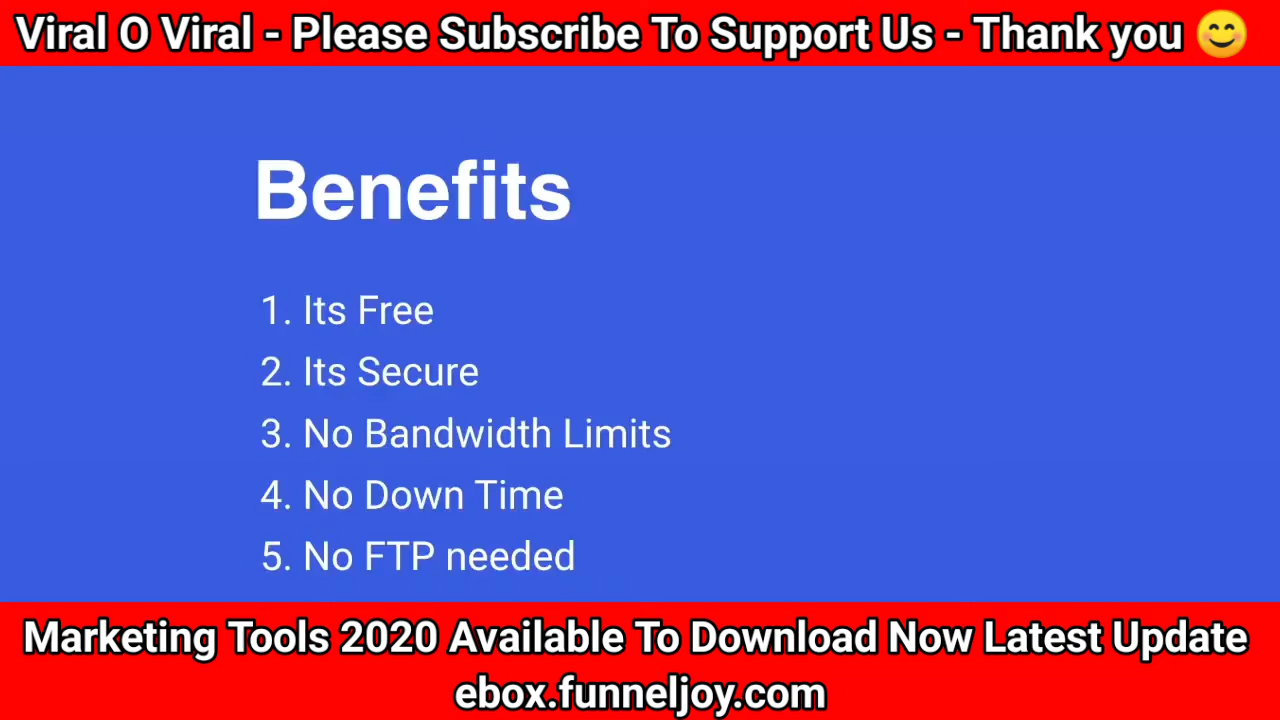 Viral O Viral - Please Subscribe To Support Us - Thank you 😊
Benefits
1. Its Free
2. Its Secure
3. No Bandwidth Limits
4. No Down Time
5. No FTP needed
Marketing Tools 2020 Available To Download Now Latest Update
ebox.funneljoy.com